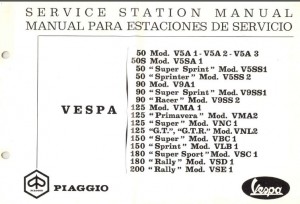 SERVICE STATION MANUAL
MANUAL PARA ESTACIONES DE SERVICIO
VESPA
50 Mod. V5A 1 - V5A 2 - V5A 3
50S Mod. V5SA 1
50 "Super Sprint" Mod. V5SS1
50 "Sprinter" Mod. V5SS 2
90 Mod. V9A1
90 "Super Sprint" Mod. V9SS1
90 "Racer" Mod. V9SS 2
125 Mod. VMA 1
125 "Primavera" Mod. VMA2
125 "Super" Mod. VNC 1
125 "G.T.", "G.T.R." Mod. VNL2
150 "Super" Mod. VBC 1
150 "Sprint" Mod. VLB 1
180 "Super Sport" Mod. VSC 1
180 "Rally" Mod. VSD 1
200 "Rally" Mod. VSE 1
PIAGGIO
Vespa